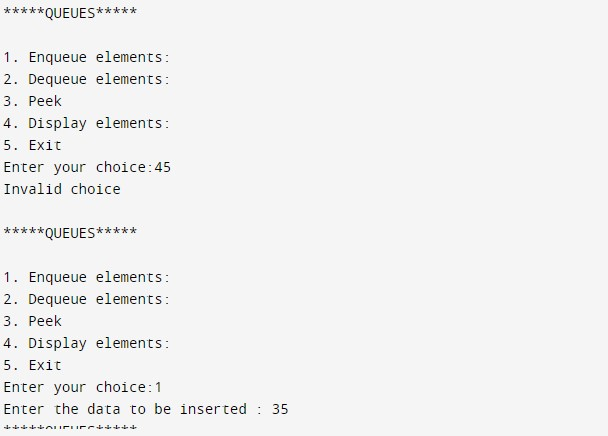 *****QUEUES*****
1. Enqueue elements:
2. Dequeue elements:
3. Peek
4. Display elements:
5. Exit
Enter your choice:45
Invalid choice
*****QUEUES*****
1. Enqueue elements:
2. Dequeue elements:
3. Peek
4. Display elements:
5. Exit
Enter your choice:1
Enter the data to be inserted : 35
*****QUEUES*****